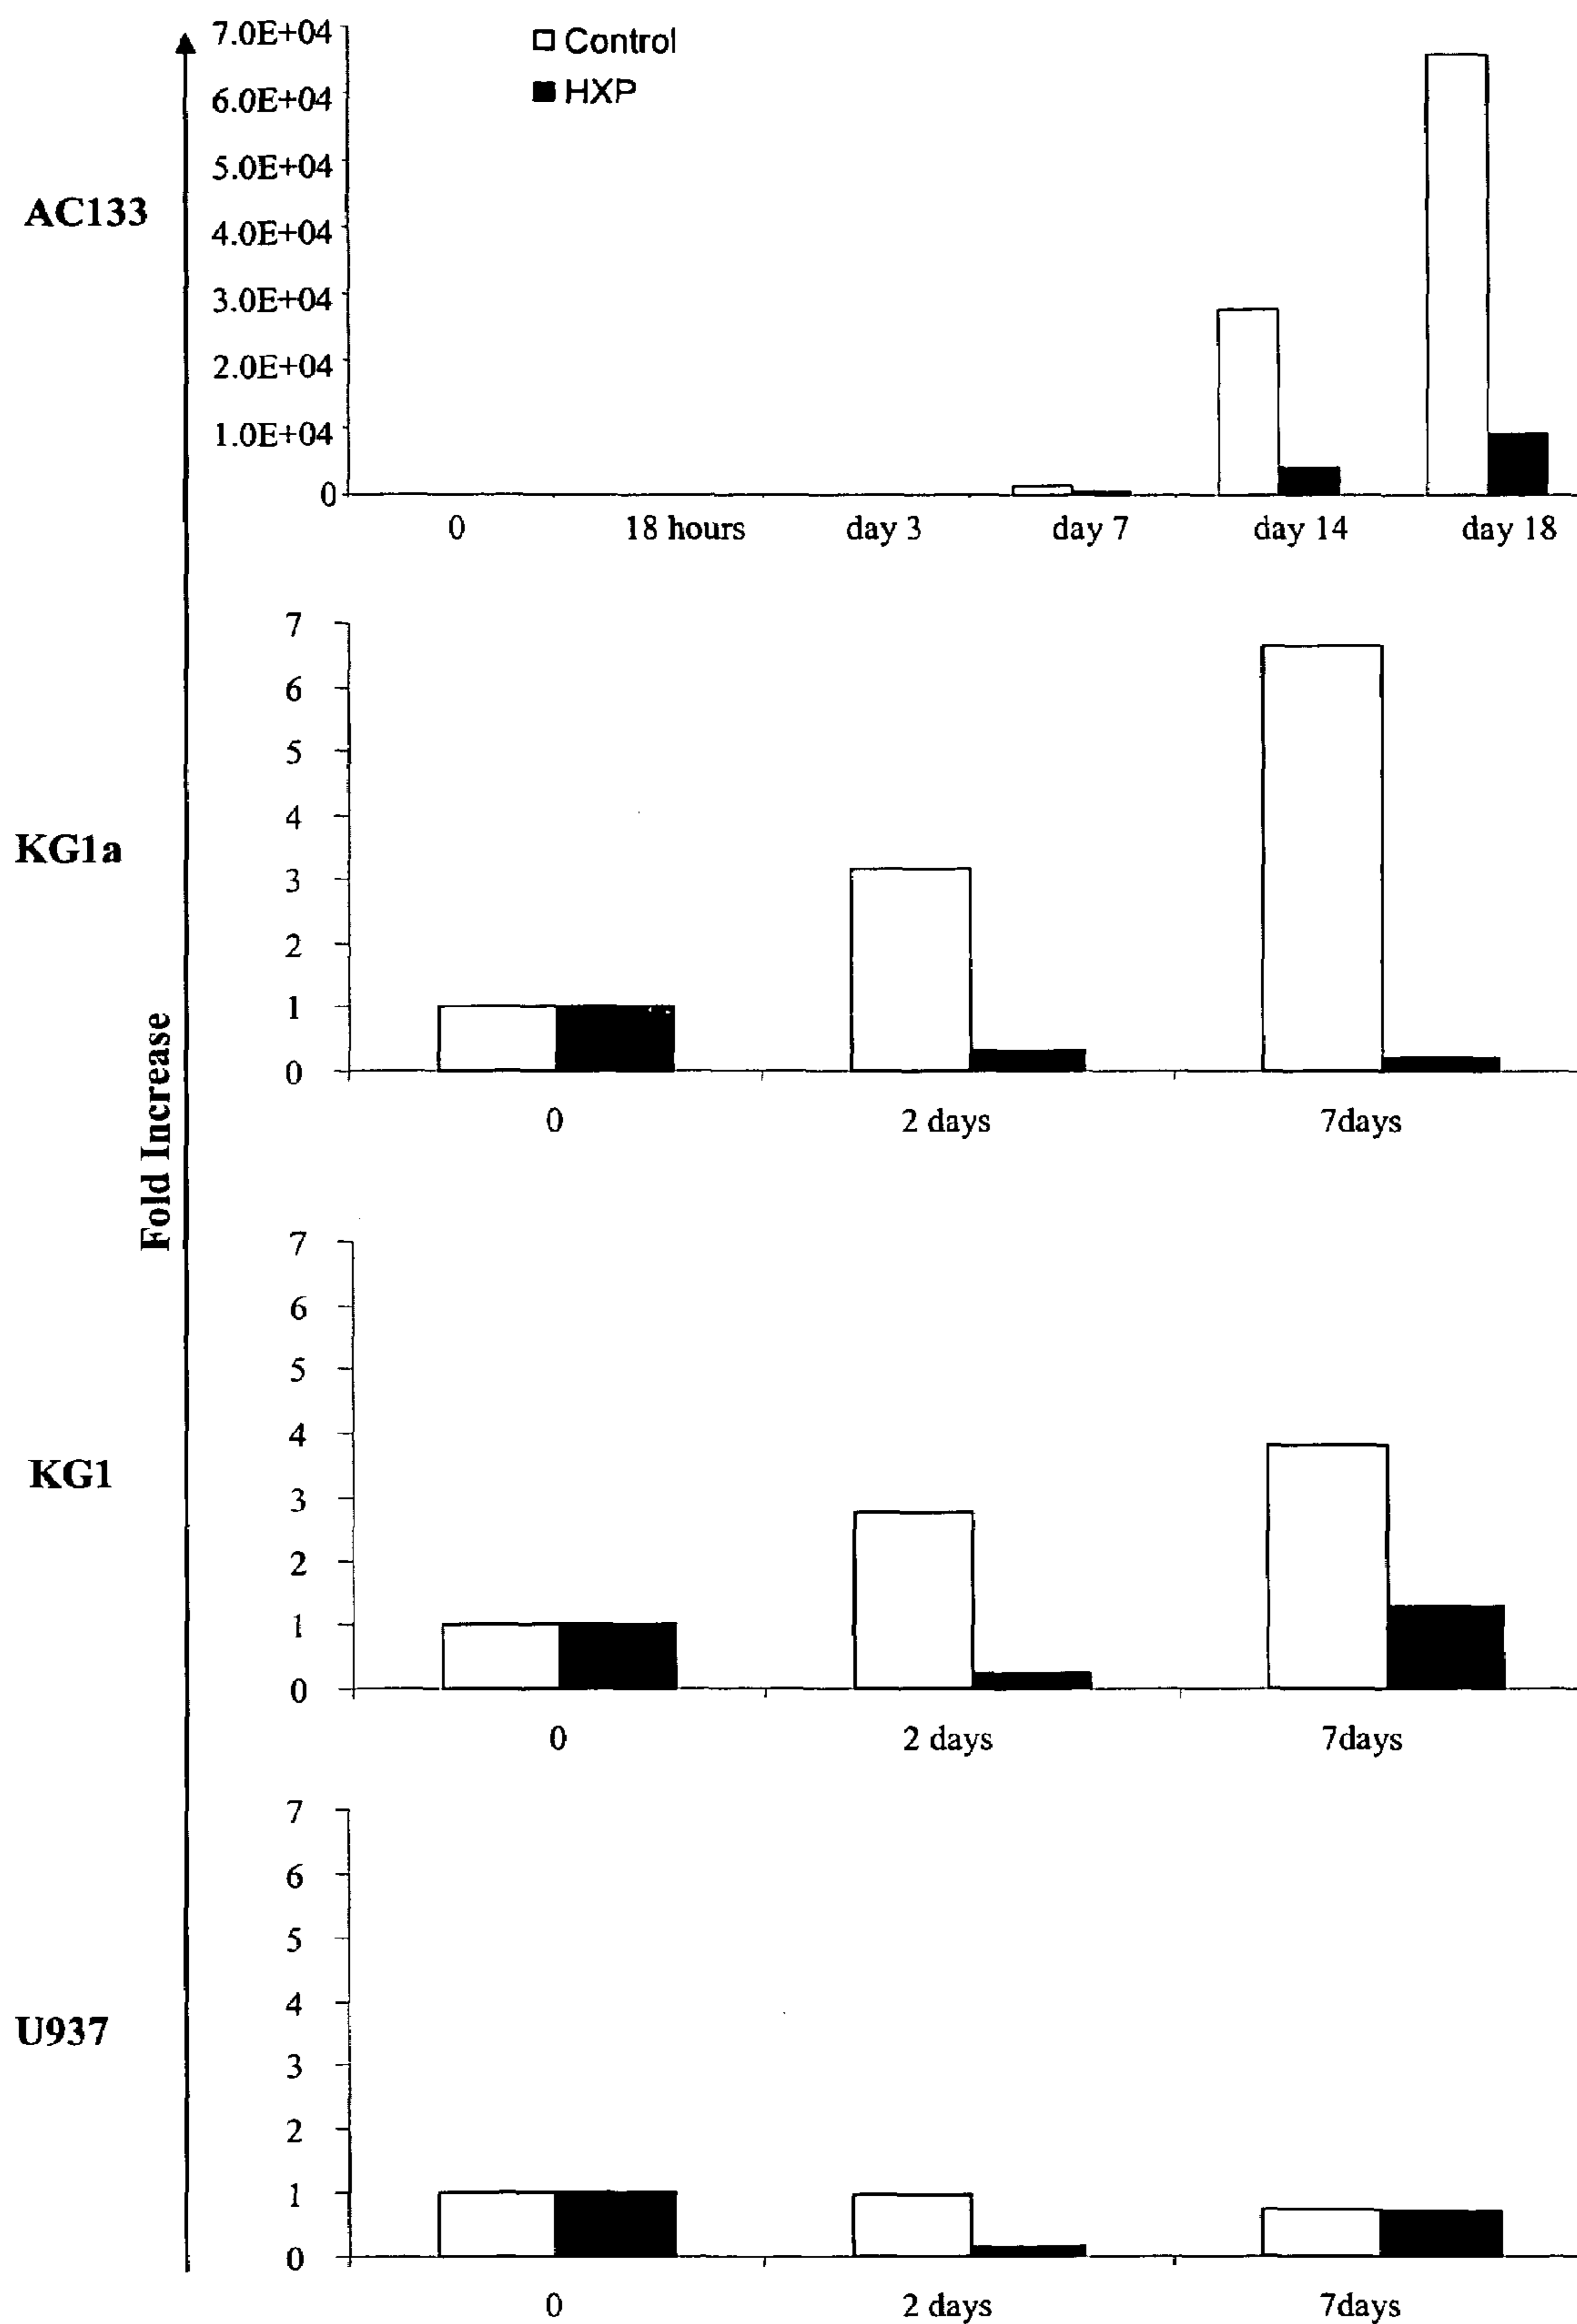 Fold Increase
□ Control
■ HXP
AC133
7.0E+04
6.0E+04
5.0E+04
4.0E+04
3.0E+04
2.0E+04
1.0E+04
0
0 18 hours day 3 day 7 day 14 day 18
KG1a
7
6
5
4
3
2
1
0
0 2 days 7days
KG1
7
6
5
4
3
2
1
0
0 2 days 7days
U937
7
6
5
4
3
2
1
0
0 2 days 7days